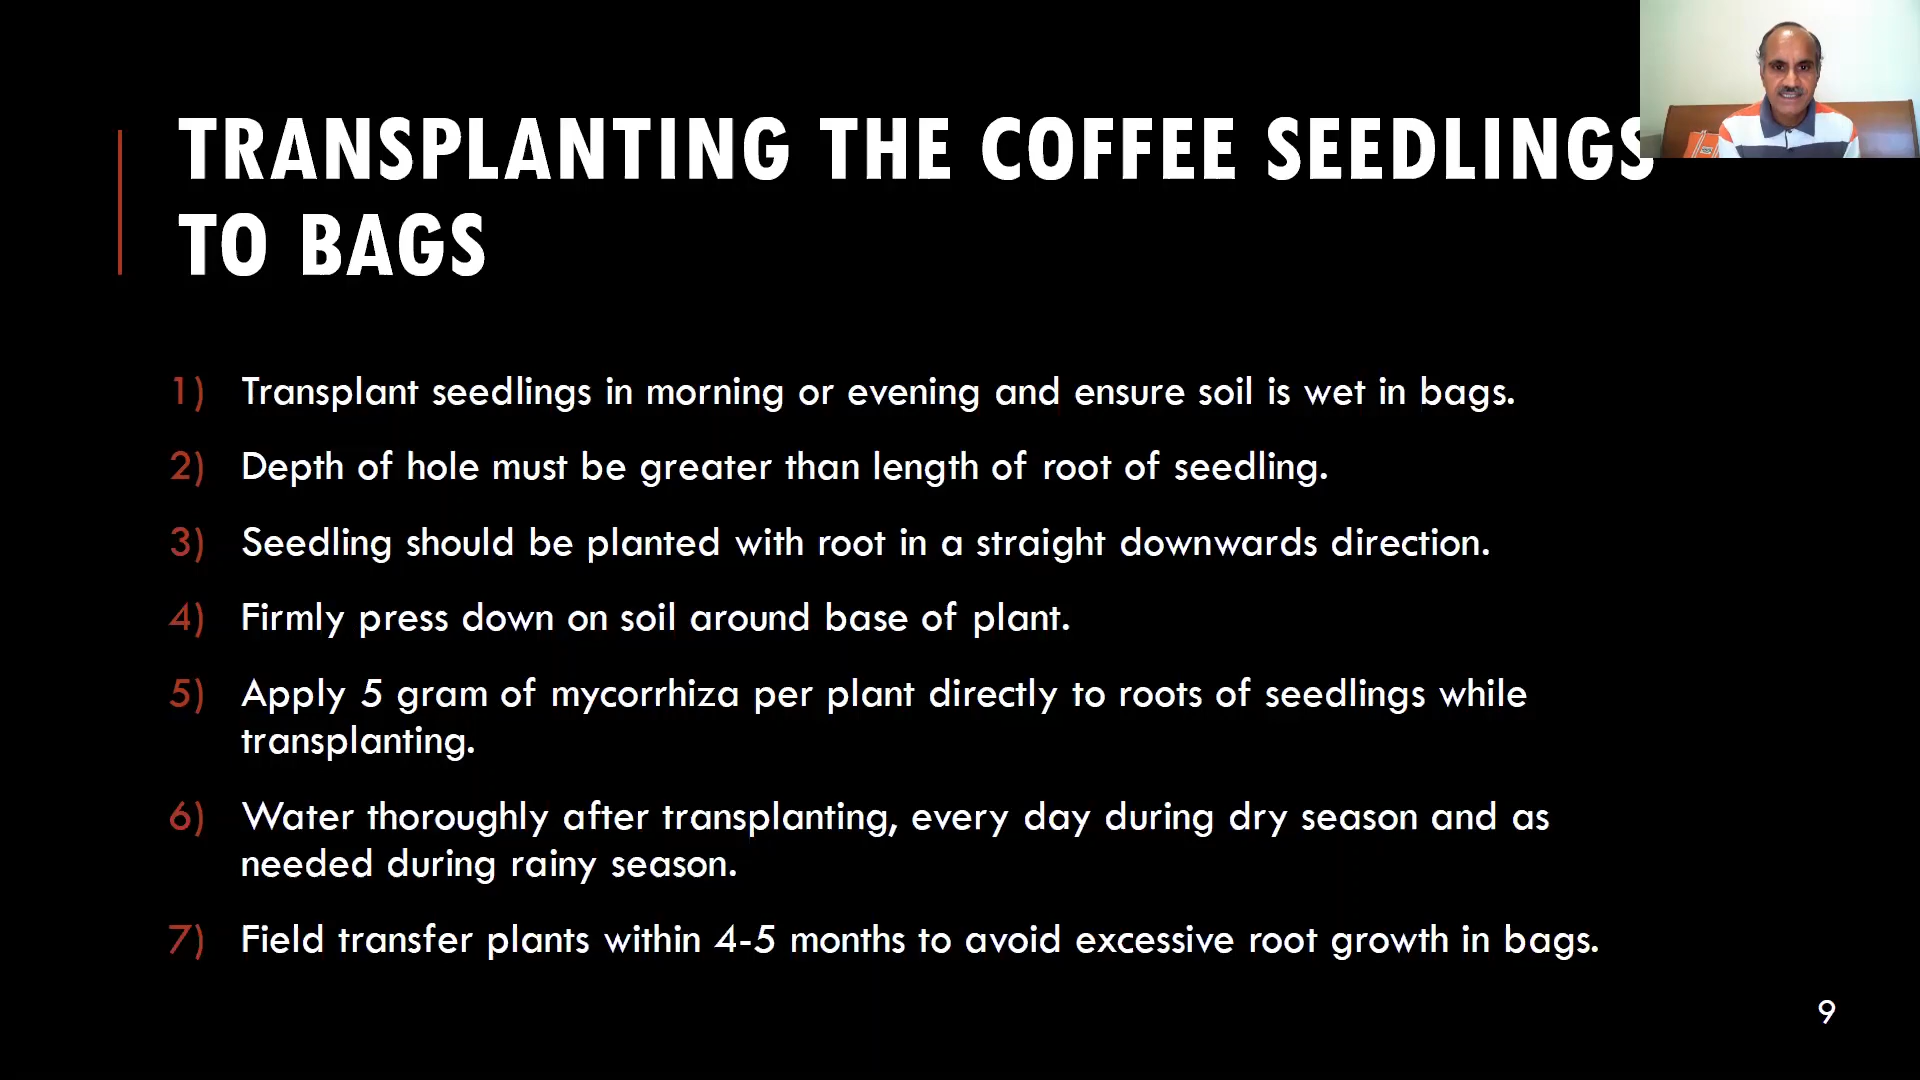 TRANSPLANTING THE COFFEE SEEDLINGS
TO BAGS
1) Transplant seedlings in morning or evening and ensure soil is wet in bags.
2) Depth of hole must be greater than length of root of seedling.
3) Seedling should be planted with root in a straight downwards direction.
4) Firmly press down on soil around base of plant.
5) Apply 5 gram of mycorrhiza per plant directly to roots of seedlings while
transplanting.
6) Water thoroughly after transplanting, every day during dry season and as
needed during rainy season.
7) Field transfer plants within 4-5 months to avoid excessive root growth in bags.
9